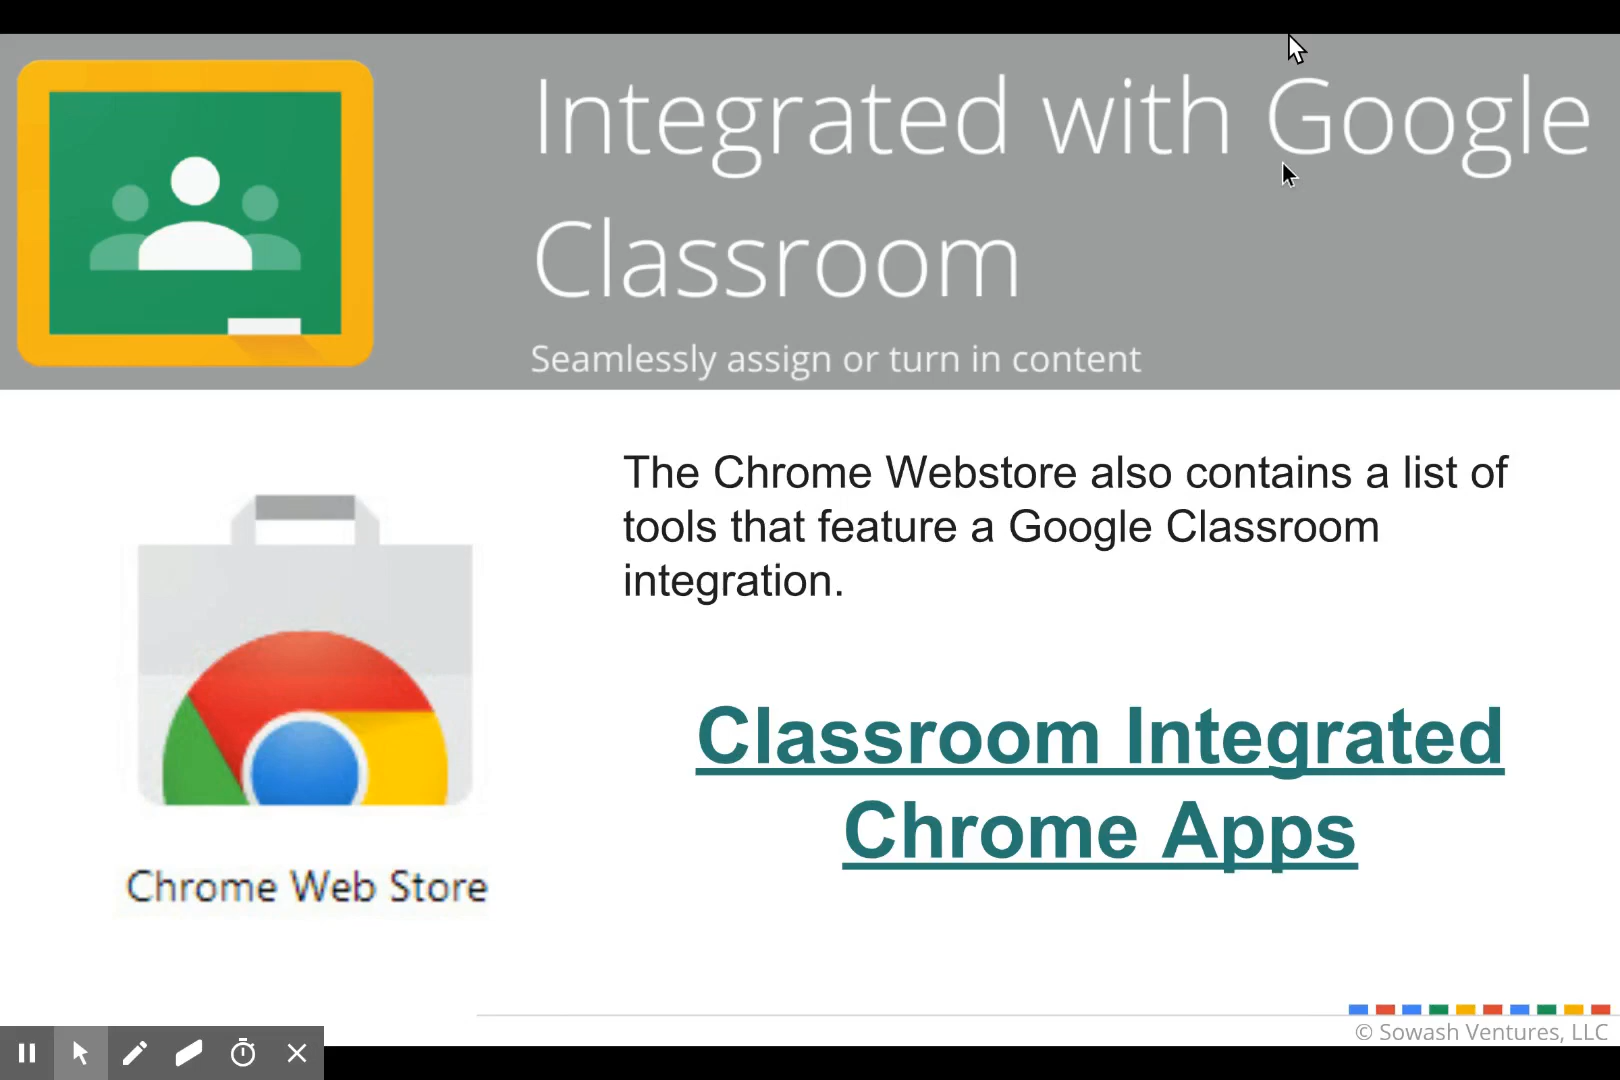 Integrated with Google
Classroom
Seamlessly assign or turn in content
The Chrome Webstore also contains a list of
tools that feature a Google Classroom
integration.
Classroom Integrated
Chrome Apps
Chrome Web Store
© Sowash Ventures, LLC